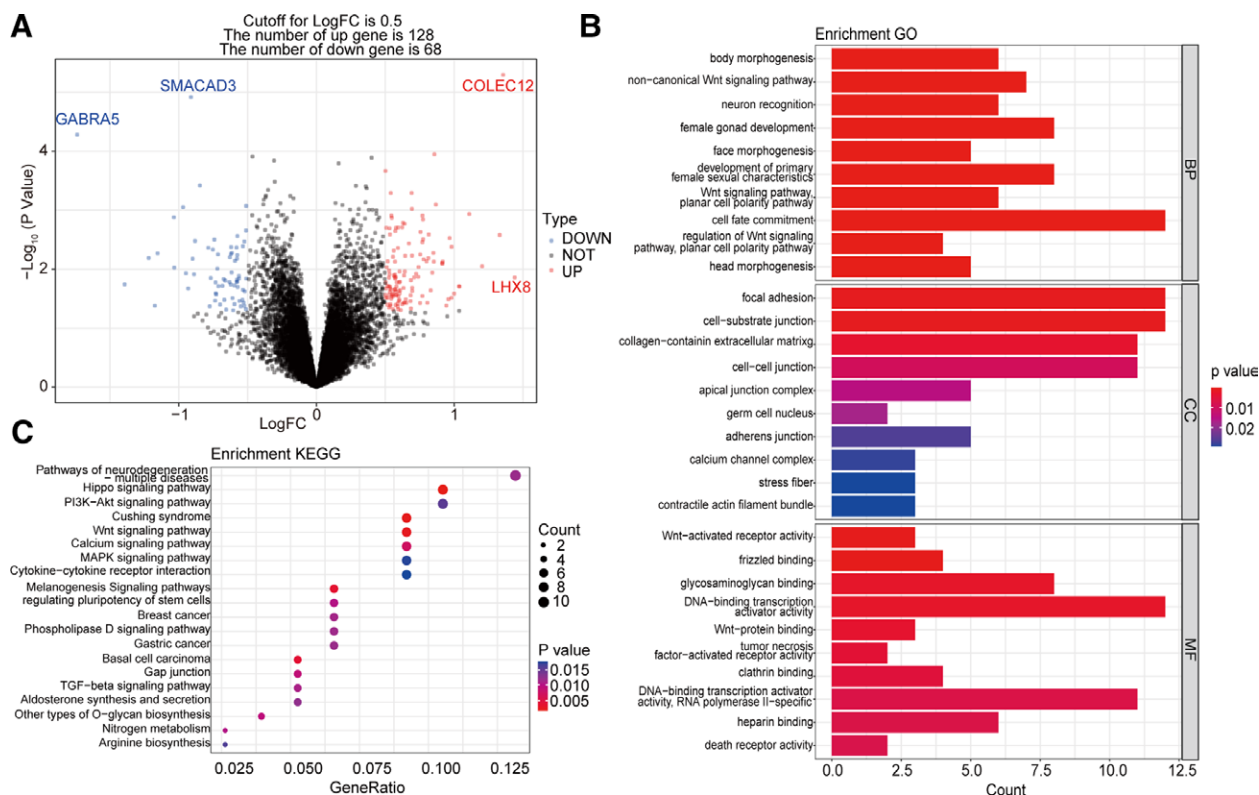 A
Cutoff for LogFC is 0.5
The number of up gene is 128
The number of down gene is 68
SMACAD3
COLEC12
GABRA5
LHX8
−Log10 (P Value)
4
2
0
−1
0
1
LogFC
Type
DOWN
NOT
UP
B
Enrichment GO
body morphogenesis
non−canonical Wnt signaling pathway
neuron recognition
female gonad development
face morphogenesis
development of primary
female sexual characteristics
Wnt signaling pathway,
planar cell polarity pathway
cell fate commitment
regulation of Wnt signaling
pathway, planar cell polarity pathway
head morphogenesis
BP
focal adhesion
cell−substrate junction
collagen−containin extracellular matrixg
cell−cell junction
apical junction complex
germ cell nucleus
adherens junction
calcium channel complex
stress fiber
contractile actin filament bundle
CC
Wnt−activated receptor activity
frizzled binding
glycosaminoglycan binding
DNA−binding transcription
activator activity
Wnt−protein binding
tumor necrosis
factor−activated receptor activity
clathrin binding
DNA−binding transcription activator
activity, RNA polymerase II−specific
heparin binding
death receptor activity
MF
0.0
2.5
5.0
7.5
10.0
12.5
Count
p value
0.01
0.02
C
Enrichment KEGG
Pathways of neurodegeneration
− multiple diseases
Hippo signaling pathway
PI3K−Akt signaling pathway
Cushing syndrome
Wnt signaling pathway
Calcium signaling pathway
MAPK signaling pathway
Cytokine−cytokine receptor interaction
Melanogenesis Signaling pathways
regulating pluripotency of stem cells
Breast cancer
Phospholipase D signaling pathway
Gastric cancer
Basal cell carcinoma
Gap junction
TGF−beta signaling pathway
Aldosterone synthesis and secretion
Other types of O−glycan biosynthesis
Nitrogen metabolism
Arginine biosynthesis
0.025
0.050
0.075
0.100
0.125
GeneRatio
Count
2
4
6
8
10
P value
0.015
0.010
0.005